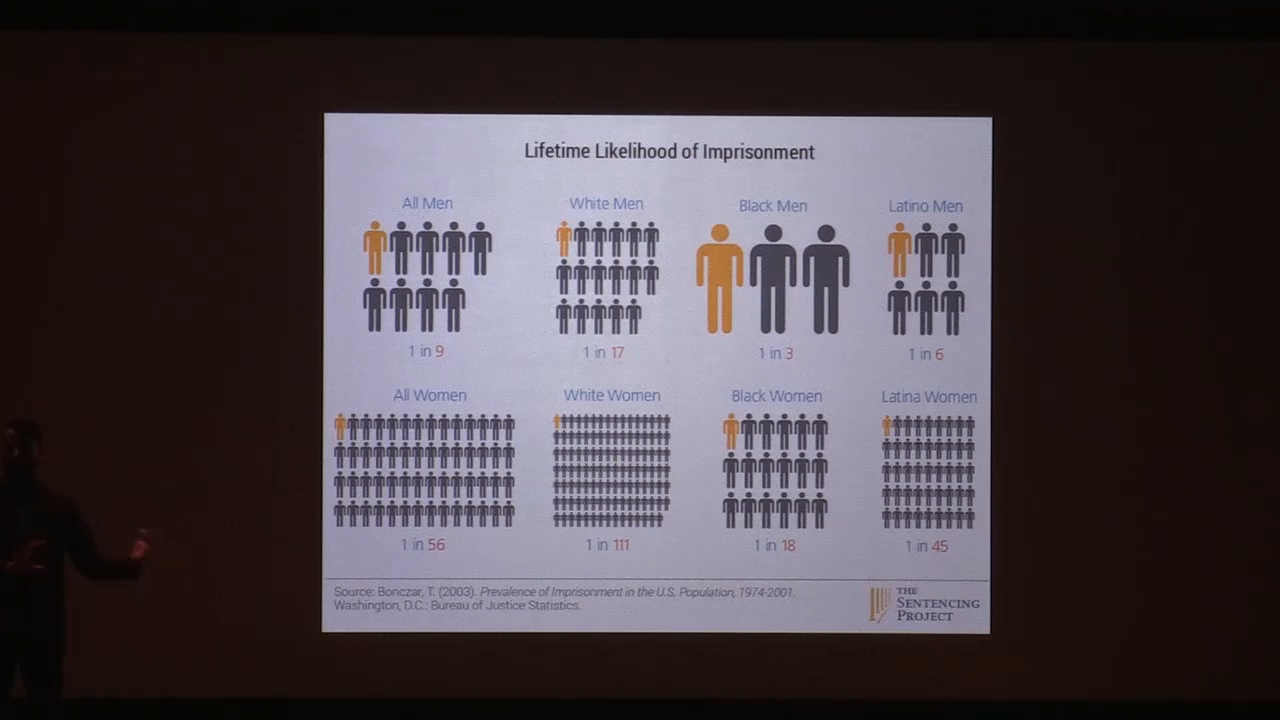 Lifetime Likelihood of Imprisonment
All Men
White Men
Black Men
Latino Men
1 in 9
1 in 17
1 in 3
1 in 6
All Women
White Women
Black Women
Latina Women
1 in 56
1 in 111
1 in 18
1 in 45
Source: Bonczar, T. (2003). Prevalence of Imprisonment in the U.S. Population, 1974-2001.
Washington, D.C.: Bureau of Justice Statistics.
THE
SENTENCING
PROJECT